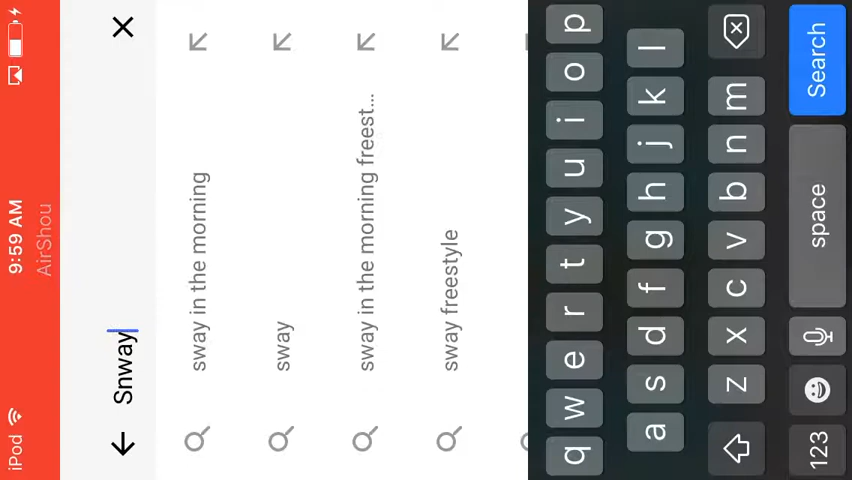 iPod 9:59 AM
AirShou
Snway
sway in the morning
sway
sway in the morning freest...
sway freestyle
q w e r t y u i o p
a s d f g h j k l
z x c v b n m
123 space Search